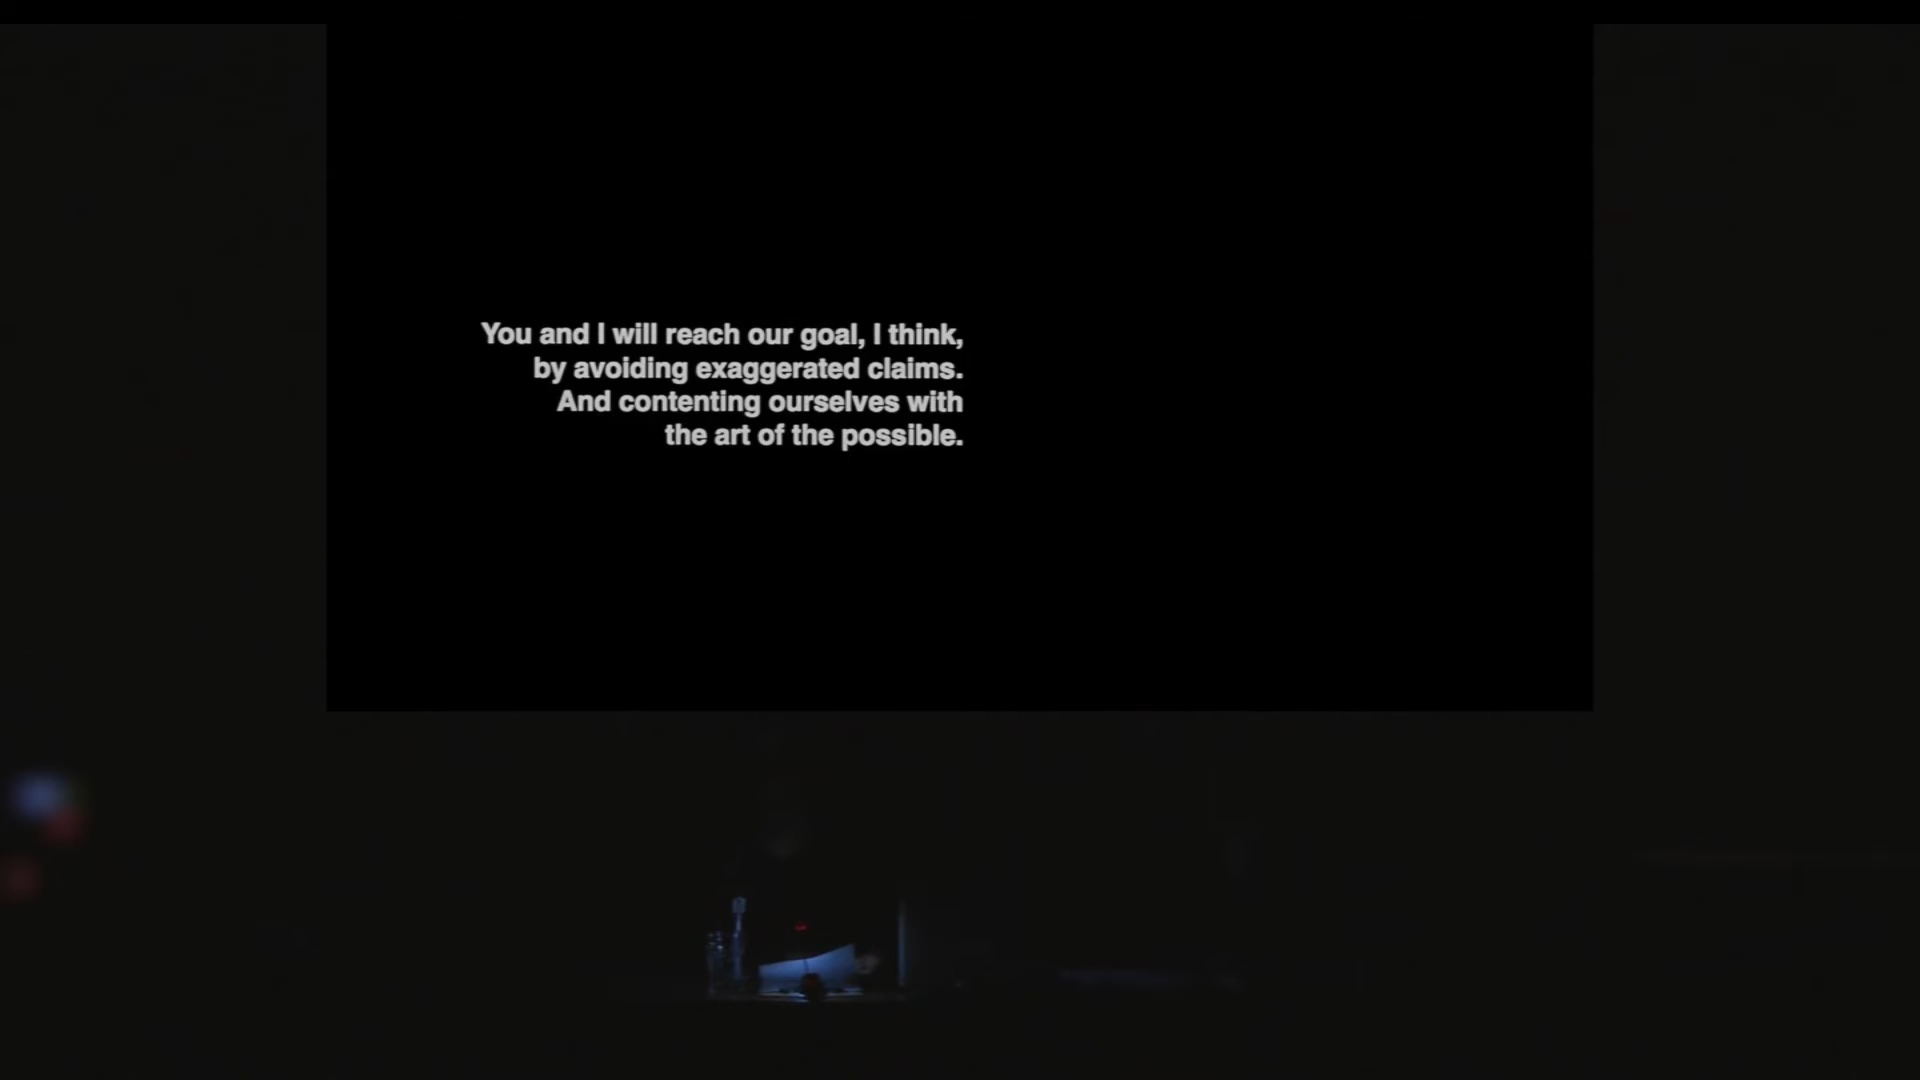 You and I will reach our goal, I think,
by avoiding exaggerated claims.
And contenting ourselves with
the art of the possible.